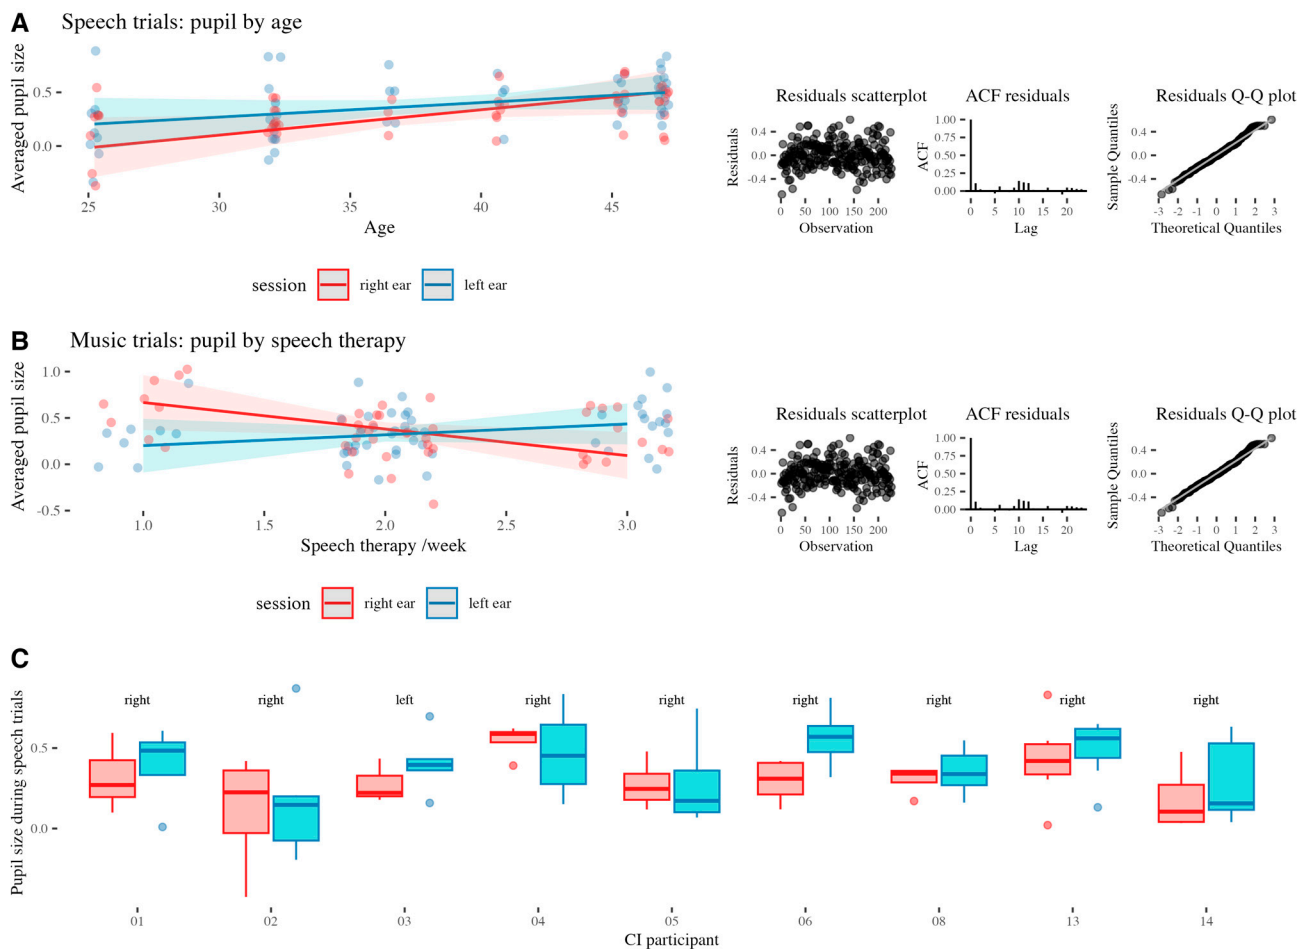 A Speech trials: pupil by age
Averaged pupil size
0.5
0.0
25 30 35 40 45
Age
session right ear left ear
Residuals scatterplot
Residuals
0.4
0.0
-0.4
0 50 100 150 200
Observation
ACF residuals
ACF
1.00
0.75
0.50
0.25
0.00
0 5 10 15 20
Lag
Residuals Q-Q plot
Sample Quantiles
0.4
0.0
-0.4
-3 -2 -1 0 1 2 3
Theoretical Quantiles
B Music trials: pupil by speech therapy
Averaged pupil size
1.0
0.5
0.0
-0.5
1.0 1.5 2.0 2.5 3.0
Speech therapy /week
session right ear left ear
Residuals scatterplot
Residuals
0.4
0.0
-0.4
0 50 100 150 200
Observation
ACF residuals
ACF
1.00
0.75
0.50
0.25
0.00
0 5 10 15 20
Lag
Residuals Q-Q plot
Sample Quantiles
0.4
0.0
-0.4
-3 -2 -1 0 1 2 3
Theoretical Quantiles
C
Pupil size during speech trials
0.5
0.0
right right left right right right right right right
01 02 03 04 05 06 08 13 14
CI participant